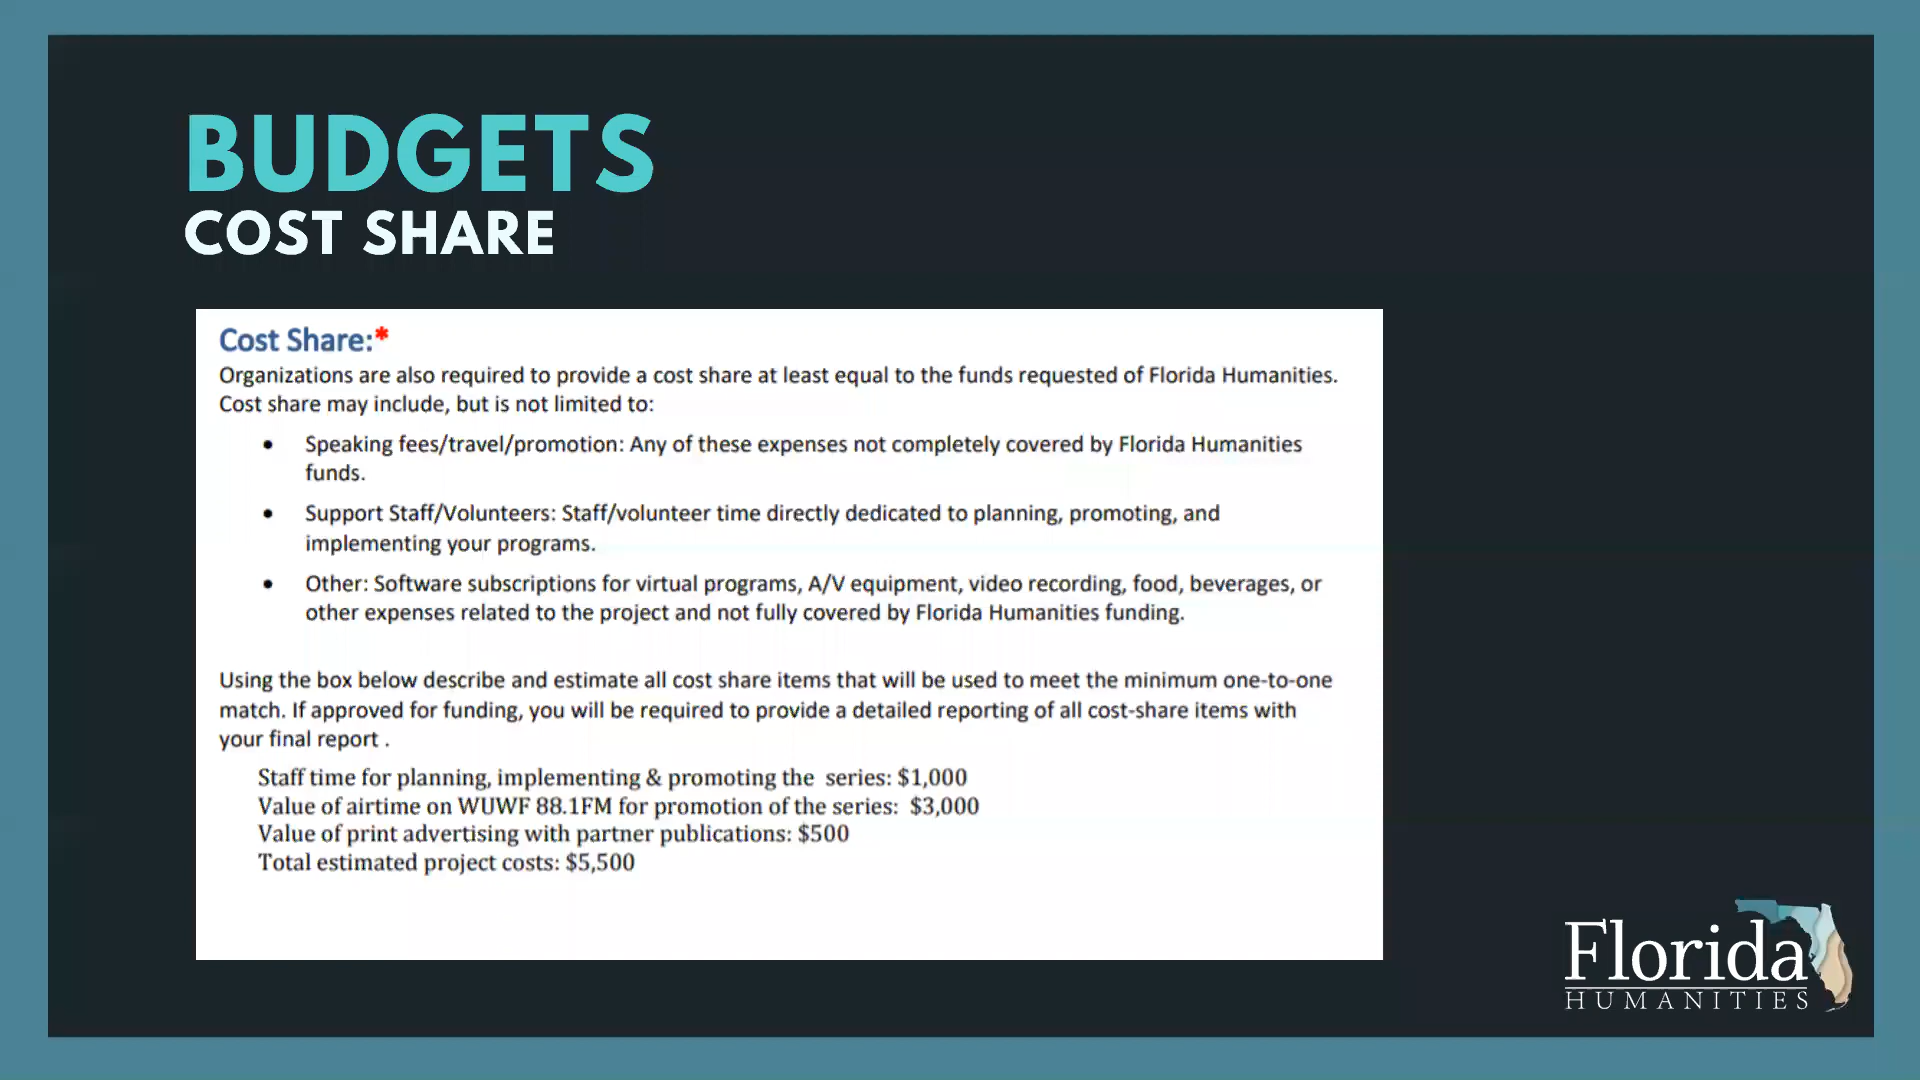 BUDGETS
COST SHARE
Cost Share:*
Organizations are also required to provide a cost share at least equal to the funds requested of Florida Humanities.
Cost share may include, but is not limited to:
• Speaking fees/travel/promotion: Any of these expenses not completely covered by Florida Humanities
funds.
• Support Staff/Volunteers: Staff/volunteer time directly dedicated to planning, promoting, and
implementing your programs.
• Other: Software subscriptions for virtual programs, A/V equipment, video recording, food, beverages, or
other expenses related to the project and not fully covered by Florida Humanities funding.
Using the box below describe and estimate all cost share items that will be used to meet the minimum one-to-one
match. If approved for funding, you will be required to provide a detailed reporting of all cost-share items with
your final report .
Staff time for planning, implementing & promoting the series: $1,000
Value of airtime on WUWF 88.1FM for promotion of the series: $3,000
Value of print advertising with partner publications: $500
Total estimated project costs: $5,500
Florida
HUMANITIES